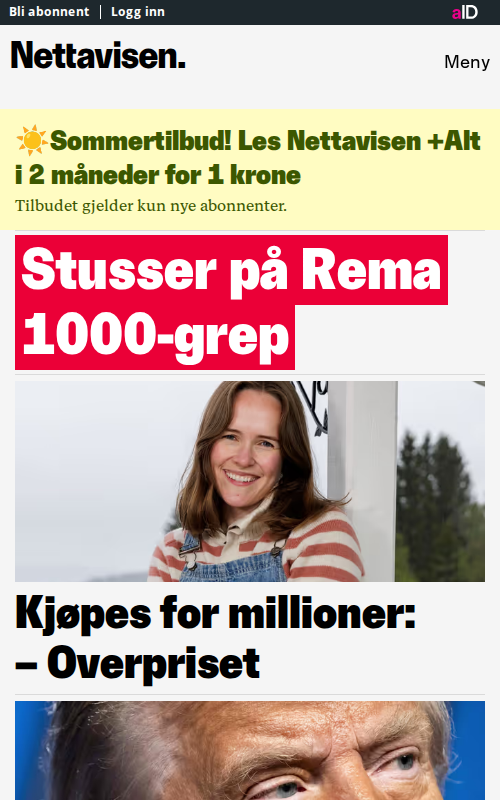 Bli abonnent
Logg inn
aID
Nettavisen.
Meny
☀️Sommertilbud! Les Nettavisen +Alt
i 2 måneder for 1 krone
Tilbudet gjelder kun nye abonnenter.
Stusser på Rema
1000-grep
Kjøpes for millioner:
– Overpriset